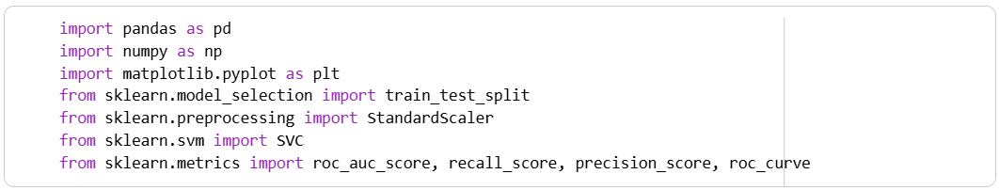 import pandas as pd
import numpy as np
import matplotlib.pyplot as plt
from sklearn.model_selection import train_test_split
from sklearn.preprocessing import StandardScaler
from sklearn.svm import SVC
from sklearn.metrics import roc_auc_score, recall_score, precision_score, roc_curve